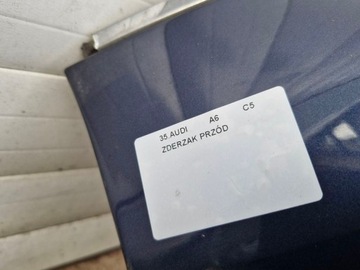 35.AUDI A6 C5
ZDERZAK PRZÓD